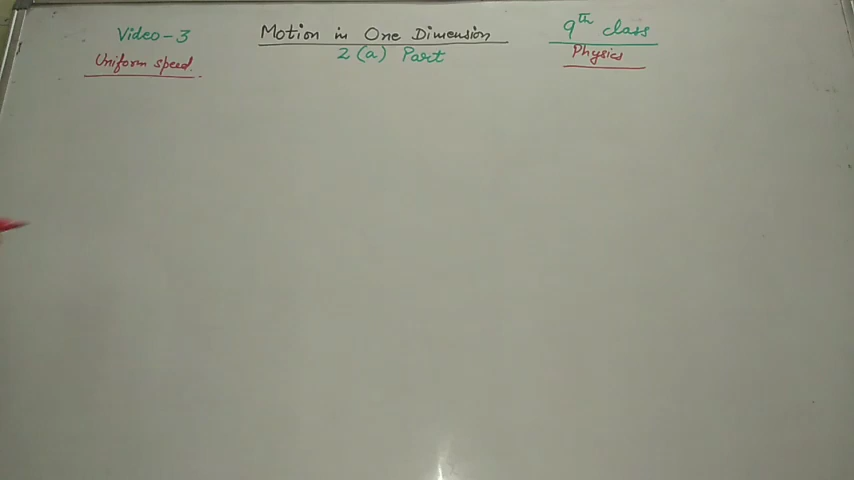 Video-3
Uniform speed.
Motion in One Dimension
2 (a) Part
9th class
Physics